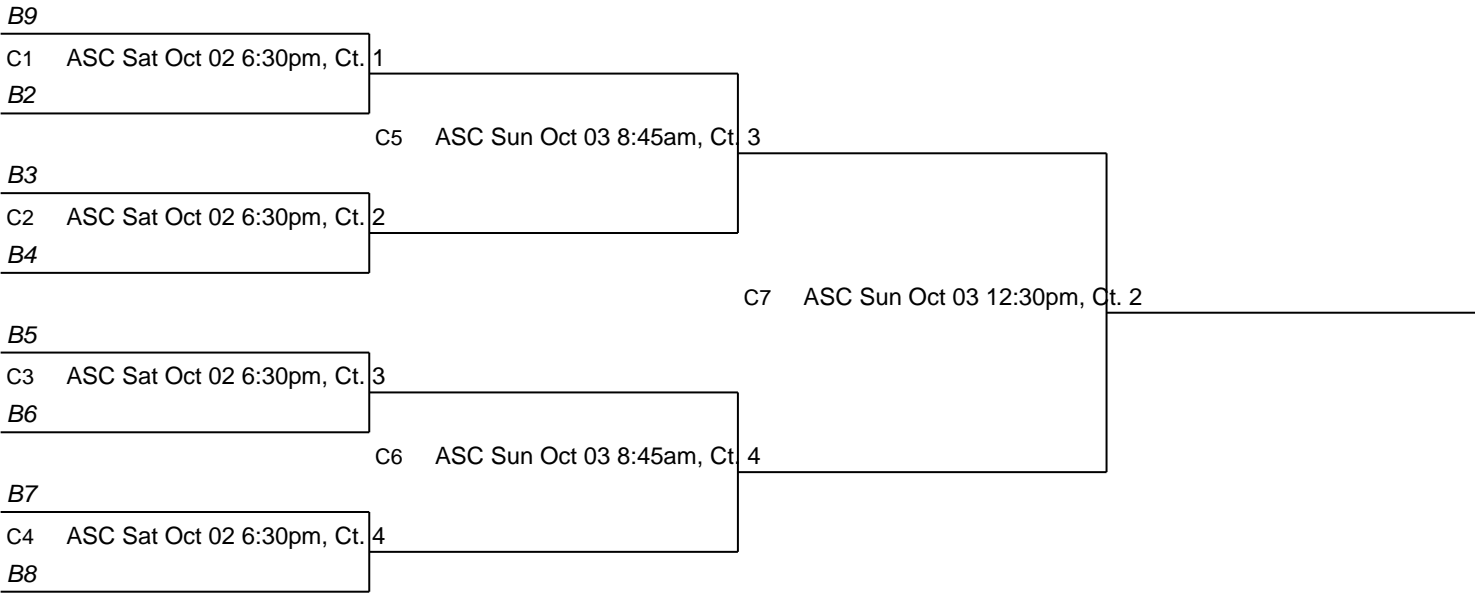 B9
C1 ASC Sat Oct 02 6:30pm, Ct. 1
B2
C5 ASC Sun Oct 03 8:45am, Ct. 3
B3
C2 ASC Sat Oct 02 6:30pm, Ct. 2
B4
C7 ASC Sun Oct 03 12:30pm, Ct. 2
B5
C3 ASC Sat Oct 02 6:30pm, Ct. 3
B6
C6 ASC Sun Oct 03 8:45am, Ct. 4
B7
C4 ASC Sat Oct 02 6:30pm, Ct. 4
B8